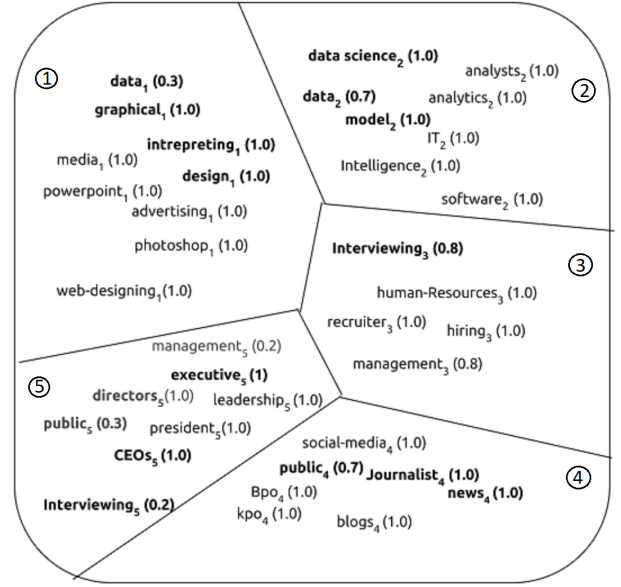 ①
data₁ (0.3)
graphical₁ (1.0)
intrepreting₁ (1.0)
media₁ (1.0)
design₁ (1.0)
powerpoint₁ (1.0)
advertising₁ (1.0)
photoshop₁ (1.0)
web-designing₁(1.0)
②
data science₂ (1.0)
analysts₂ (1.0)
data₂ (0.7)
analytics₂ (1.0)
model₂ (1.0)
IT₂ (1.0)
Intelligence₂ (1.0)
software₂ (1.0)
③
Interviewing₃ (0.8)
human-Resources₃ (1.0)
recruiter₃ (1.0)
hiring₃ (1.0)
management₃ (0.8)
⑤
management₅ (0.2)
executive₅ (1)
directors₅(1.0)
leadership₅ (1.0)
public₅ (0.3)
president₅(1.0)
CEOs₅ (1.0)
Interviewing₅ (0.2)
④
social-media₄ (1.0)
public₄ (0.7)
Journalist₄ (1.0)
Bpo₄ (1.0)
news₄ (1.0)
kpo₄ (1.0)
blogs₄ (1.0)